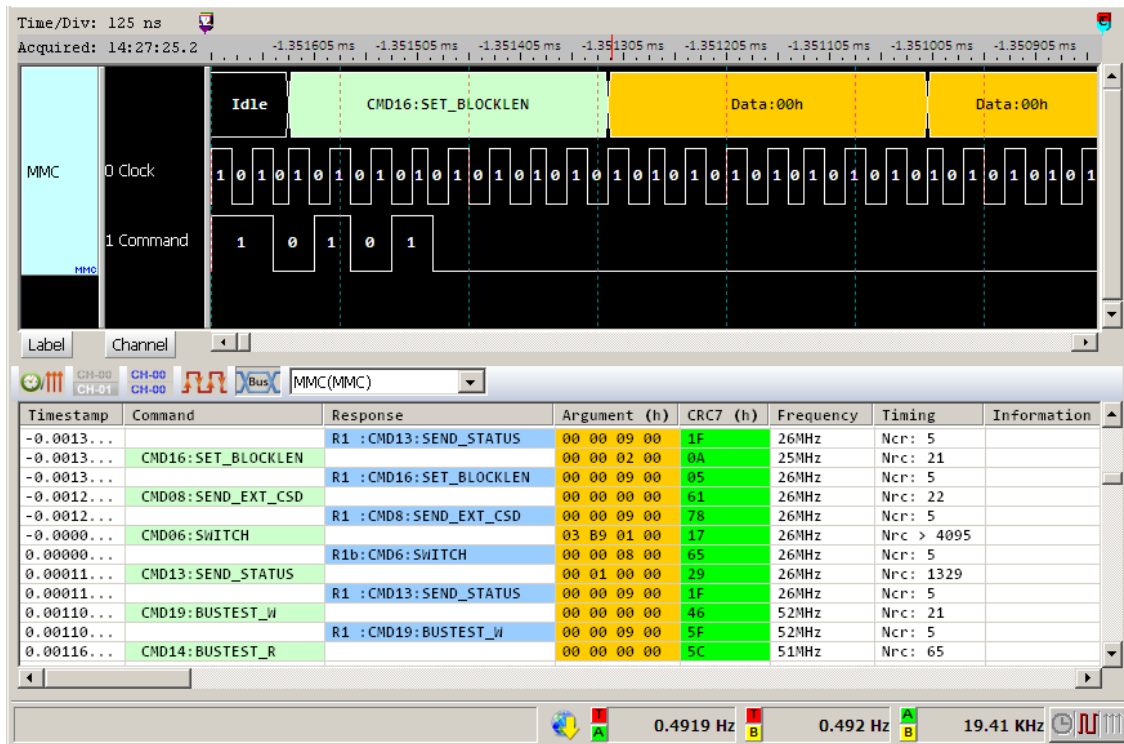 Time/Div: 125 ns
Acquired: 14:27:25.2 -1.351605 ms -1.351505 ms -1.351405 ms -1.351305 ms -1.351205 ms -1.351105 ms -1.351005 ms -1.350905 ms
Idle CMD16:SET_BLOCKLEN Data:00h Data:00h
MMC 0 Clock 1 0 1 0 1 0 1 0 1 0 1 0 1 0 1 0 1 0 1 0 1 0 1 0 1 0 1 0 1 0 1 0 1 0 1 0 1 0 1 0 1 0 1 0 1
1 Command 1 0 1 0 1
MMC
Label Channel
CH-00 CH-00
CH-01 CH-00 Bus MMC(MMC)
Timestamp Command Response Argument (h) CRC7 (h) Frequency Timing Information
-0.0013... R1 :CMD13:SEND_STATUS 00 00 09 00 1F 26MHz Ncr: 5
-0.0013... CMD16:SET_BLOCKLEN 00 00 02 00 0A 25MHz Nrc: 21
-0.0013... R1 :CMD16:SET_BLOCKLEN 00 00 09 00 05 26MHz Ncr: 5
-0.0012... CMD08:SEND_EXT_CSD 00 00 00 00 61 26MHz Nrc: 22
-0.0012... R1 :CMD8:SEND_EXT_CSD 00 00 09 00 78 26MHz Ncr: 5
-0.0000... CMD06:SWITCH 03 B9 01 00 17 26MHz Nrc > 4095
0.00000... R1b:CMD6:SWITCH 00 00 08 00 65 26MHz Ncr: 5
0.00011... CMD13:SEND_STATUS 00 01 00 00 29 26MHz Nrc: 1329
0.00011... R1 :CMD13:SEND_STATUS 00 00 09 00 1F 26MHz Ncr: 5
0.00110... CMD19:BUSTEST_W 00 00 00 00 46 52MHz Nrc: 21
0.00110... R1 :CMD19:BUSTEST_W 00 00 09 00 5F 52MHz Ncr: 5
0.00116... CMD14:BUSTEST_R 00 00 00 00 5C 51MHz Nrc: 65
T A 0.4919 Hz T B 0.492 Hz A B 19.41 KHz